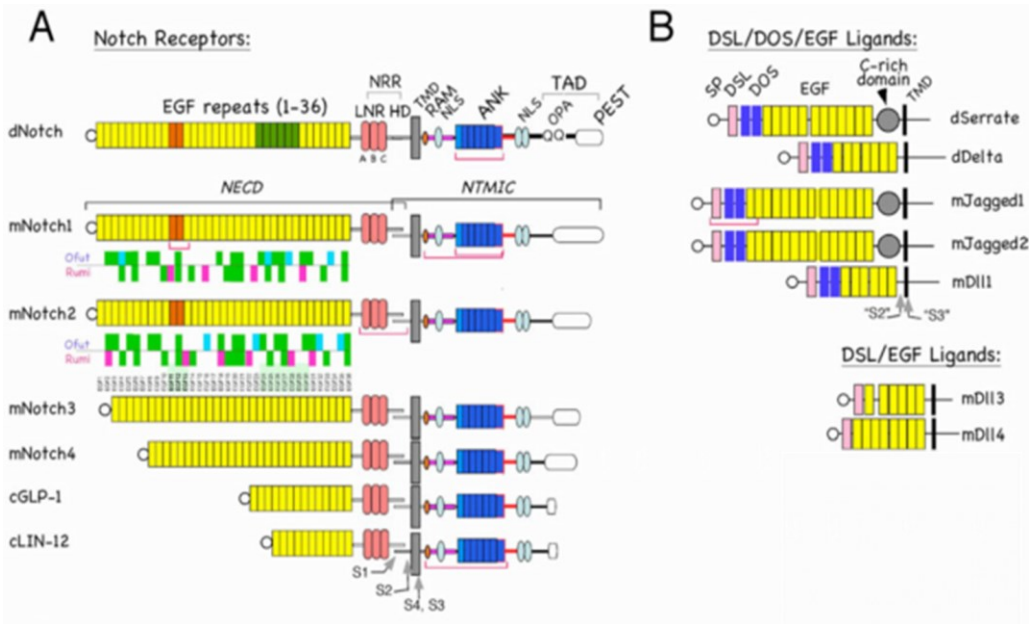 A
Notch Receptors:
NRR
TAD
EGF repeats (1-36)
LNR HD
TMD
RAM
NLS
ANK
NLS
OPA
PEST
dNotch
QQ
A B C
NECD
NTMIC
mNotch1
Ofut
Rumi
mNotch2
Ofut
Rumi
mNotch3
mNotch4
cGLP-1
cLIN-12
S1
S2
S4, S3
B
DSL/DOS/EGF Ligands:
C-rich
domain
SP
DSL
DOS
EGF
TMD
dSerrate
dDelta
mJagged1
mJagged2
mDll1
"S2"
"S3"
DSL/EGF Ligands:
mDll3
mDll4